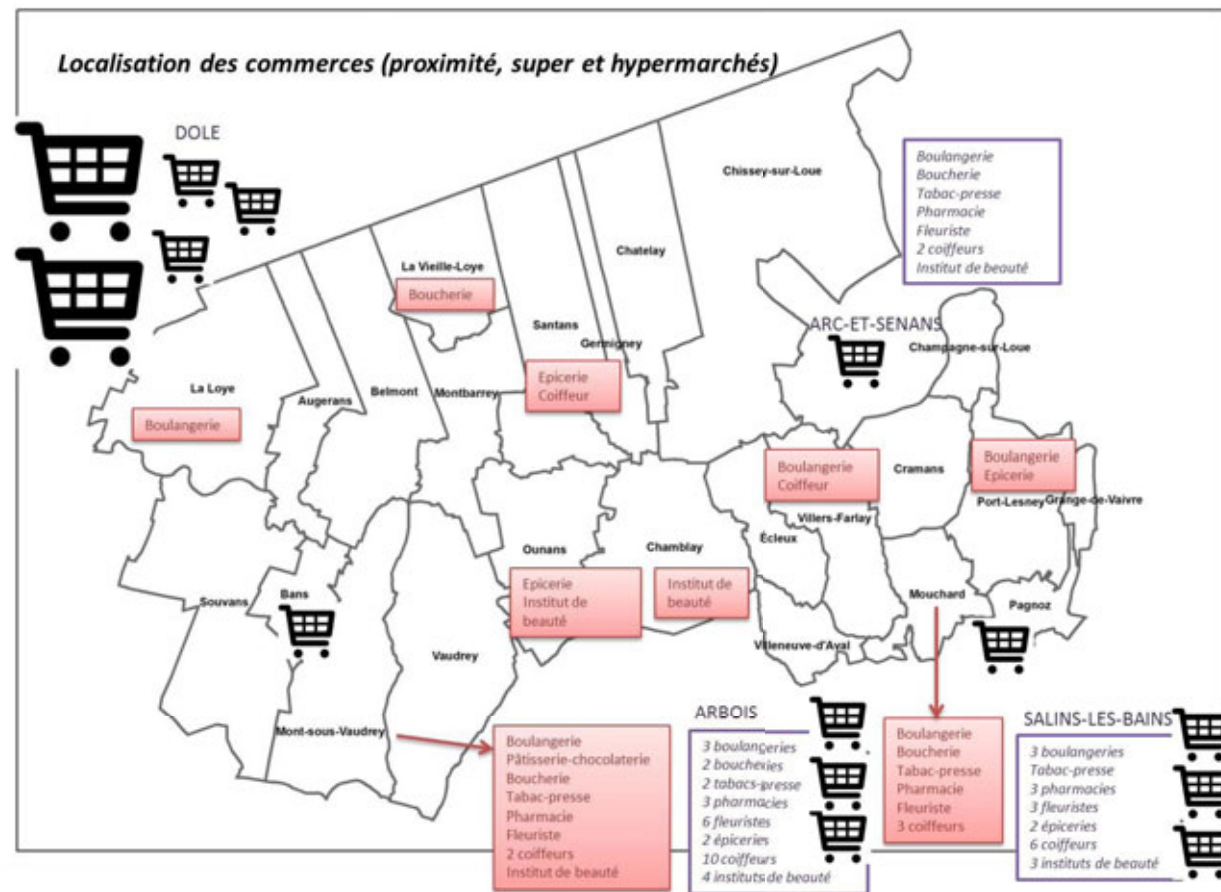 Localisation des commerces (proximité, super et hypermarchés)
DOLE
Chissey-sur-Loue
Boulangerie
Boucherie
Tabac-presse
Pharmacie
Fleuriste
2 coiffeurs
Institut de beauté
Chatelay
La Vieille-Loye
Boucherie
Santans
Germigney
ARC-ET-SENANS
Champagne-sur-Loue
La Loye
Boulangerie
Augerans
Belmont
Montbarrey
Epicerie
Coiffeur
Boulangerie
Coiffeur
Cramans
Boulangerie
Epicerie
Port-Lesney
Grange-de-Vaivre
Villers-Farlay
Écleux
Ounans
Chamblay
Epicerie
Institut de
beauté
Institut de
beauté
Souvans
Bans
Mouchard
Pagnoz
Vaudrey
Villeneuve-d'Aval
Mont-sous-Vaudrey
Boulangerie
Pâtisserie-chocolaterie
Boucherie
Tabac-presse
Pharmacie
Fleuriste
2 coiffeurs
Institut de beauté
ARBOIS
3 boulangeries
2 boucheries
2 tabacs-presse
3 pharmacies
6 fleuristes
2 épiceries
10 coiffeurs
4 instituts de beauté
Boulangerie
Boucherie
Tabac-presse
Pharmacie
Fleuriste
3 coiffeurs
SALINS-LES-BAINS
3 boulangeries
Tabac-presse
3 pharmacies
3 fleuristes
2 épiceries
6 coiffeurs
3 instituts de beauté